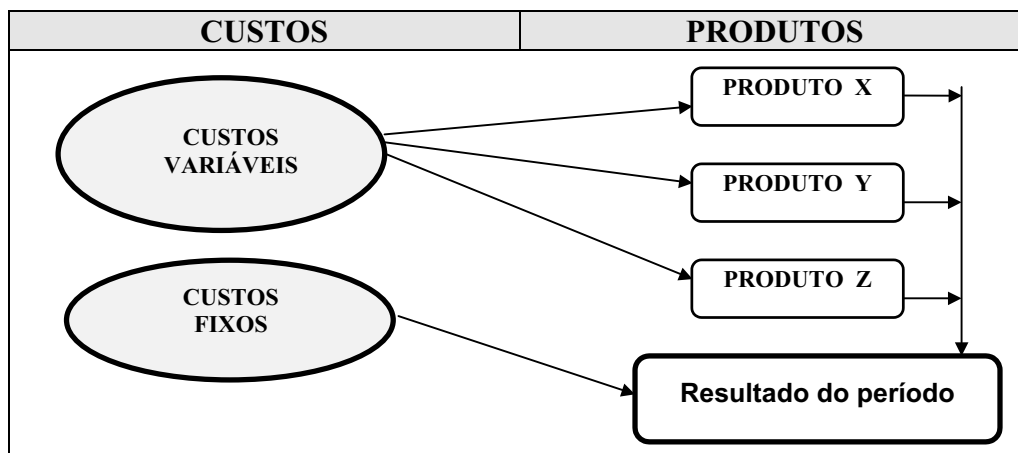 CUSTOS
PRODUTOS
CUSTOS
VARIÁVEIS
PRODUTO X
PRODUTO Y
PRODUTO Z
CUSTOS
FIXOS
Resultado do período